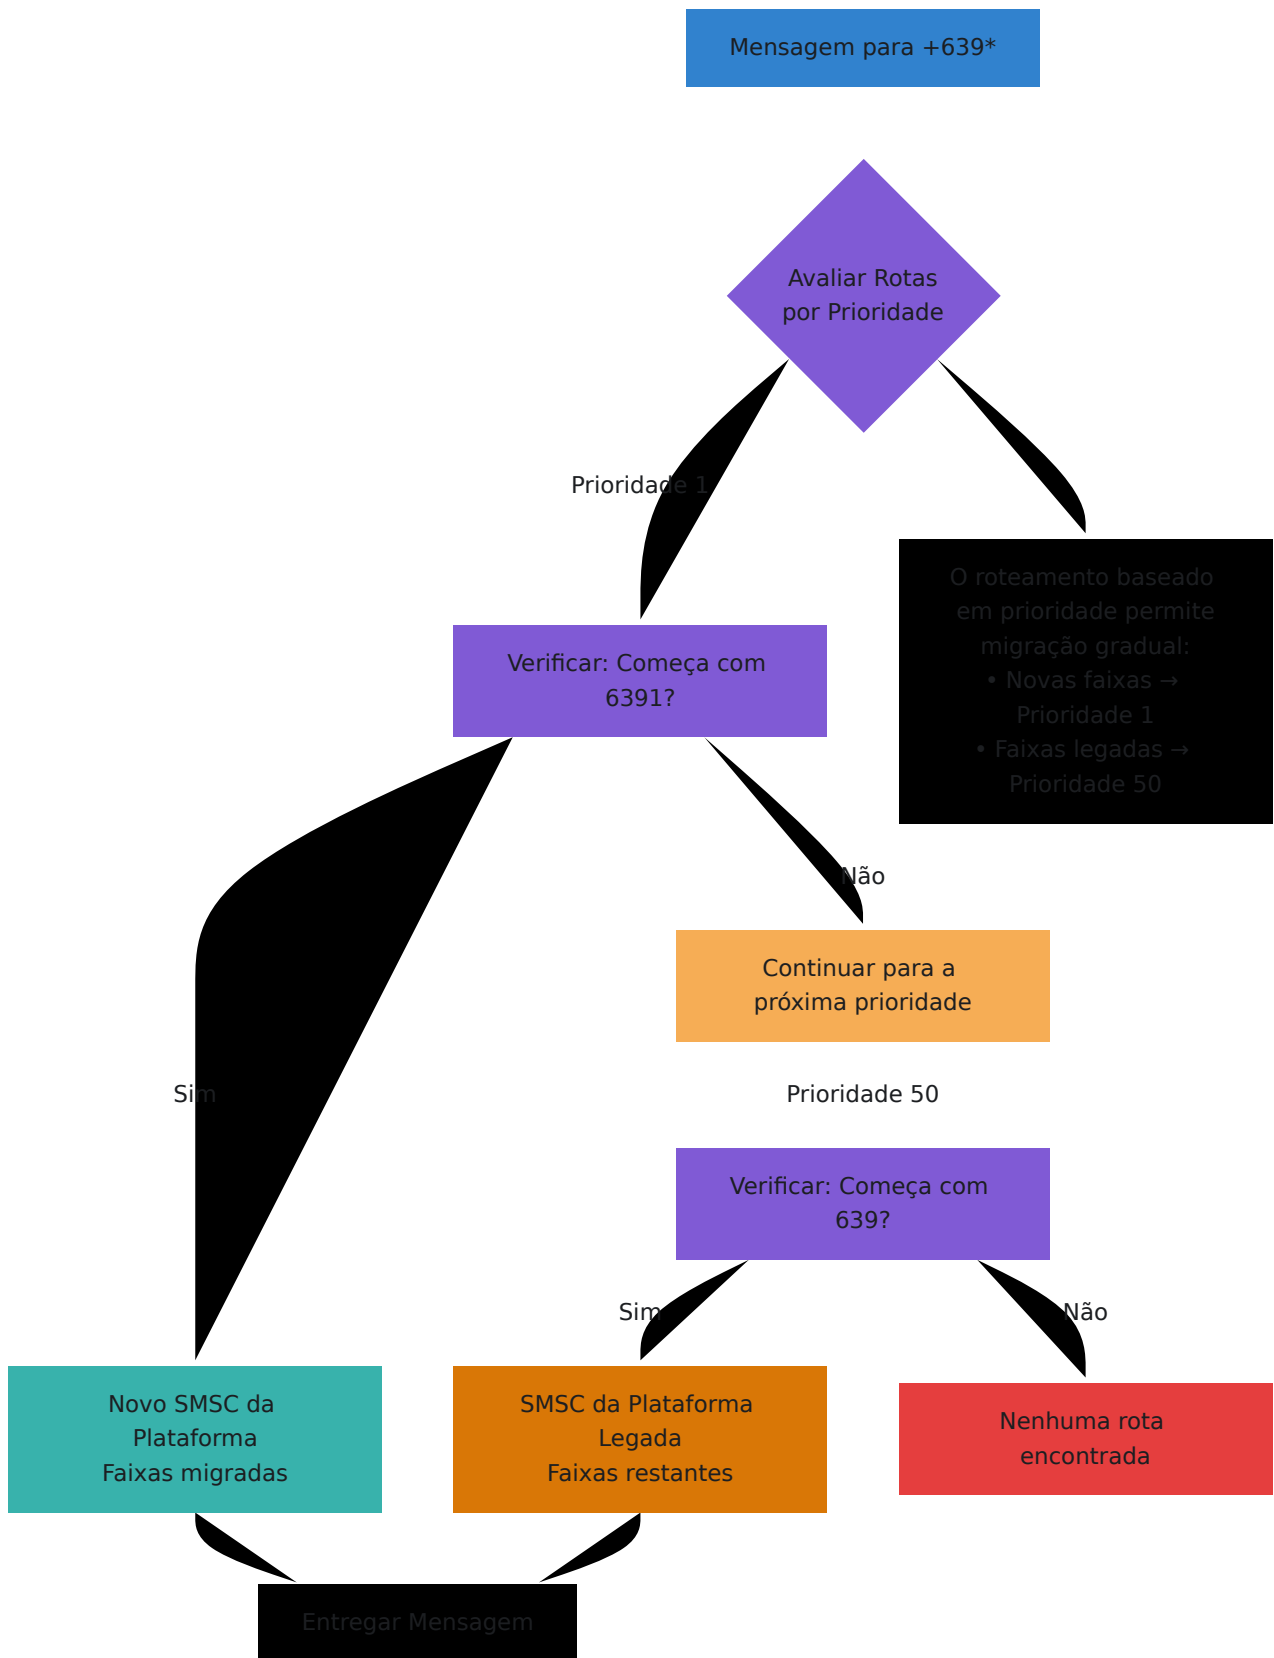 Mensagem para +639*
Avaliar Rotas
por Prioridade
Prioridade 1
O roteamento baseado
em prioridade permite
migração gradual:
• Novas faixas →
Prioridade 1
• Faixas legadas →
Prioridade 50
Verificar: Começa com
6391?
Não
Continuar para a
próxima prioridade
Sim
Prioridade 50
Verificar: Começa com
639?
Sim
Não
Novo SMSC da
Plataforma
Faixas migradas
SMSC da Plataforma
Legada
Faixas restantes
Nenhuma rota
encontrada
Entregar Mensagem